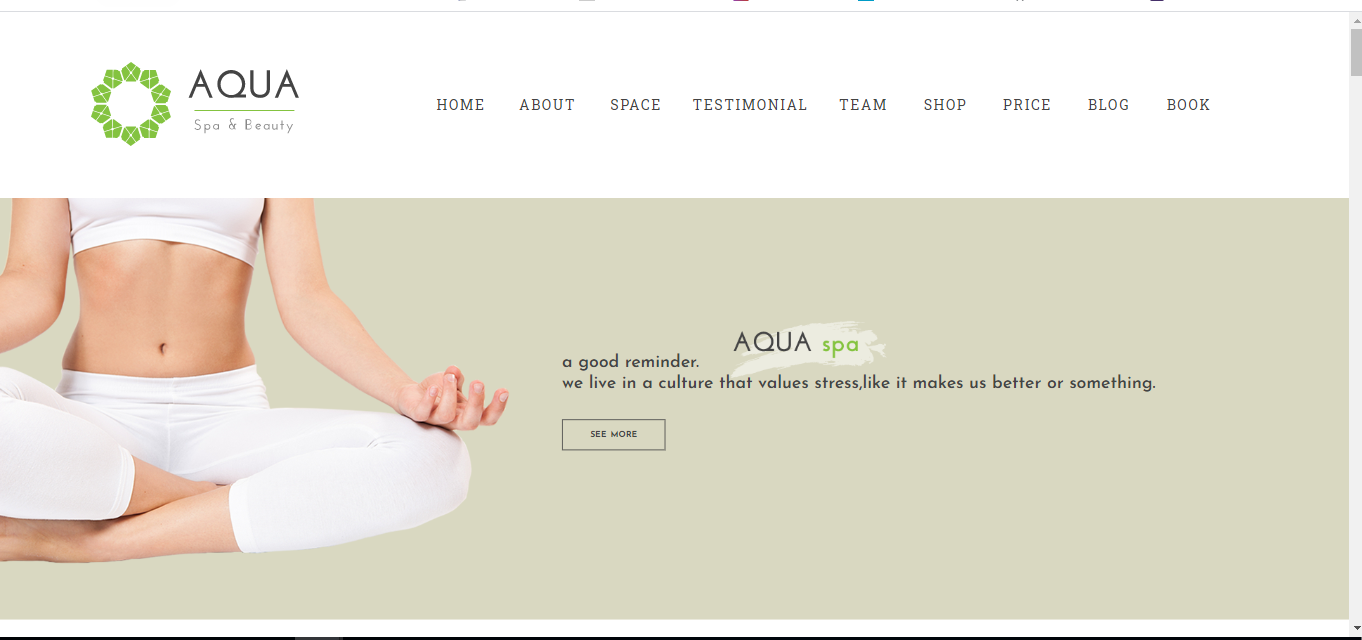 AQUA
Spa & Beauty
HOME ABOUT SPACE TESTIMONIAL TEAM SHOP PRICE BLOG BOOK
AQUA spa
a good reminder.
we live in a culture that values stress,like it makes us better or something.
SEE MORE